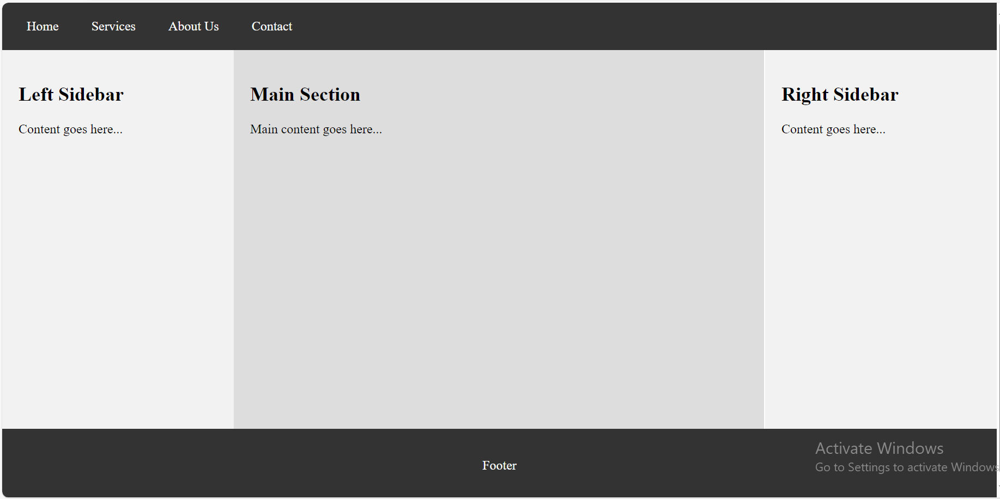 Home Services About Us Contact
Left Sidebar
Content goes here...
Main Section
Main content goes here...
Right Sidebar
Content goes here...
Footer
Activate Windows
Go to Settings to activate Windows